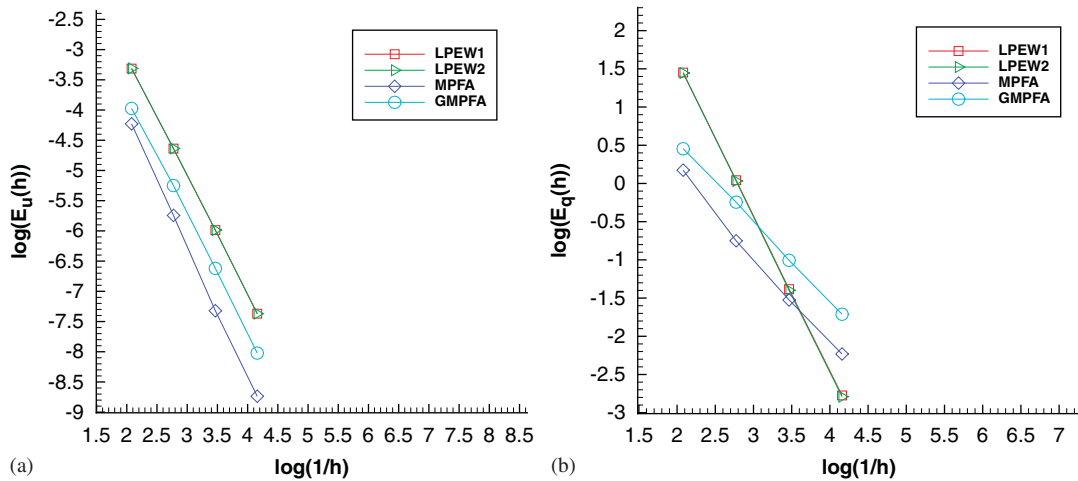 -2.5
-3
-3.5
-4
-4.5
-5
-5.5
-6
-6.5
-7
-7.5
-8
-8.5
-9
log(E_u(h))
LPEW1
LPEW2
MPFA
GMPFA
1.5 2 2.5 3 3.5 4 4.5 5 5.5 6 6.5 7 7.5 8 8.5
log(1/h)
(a)
2
1.5
1
0.5
0
-0.5
-1
-1.5
-2
-2.5
-3
log(E_q(h))
LPEW1
LPEW2
MPFA
GMPFA
1.5 2 2.5 3 3.5 4 4.5 5 5.5 6 6.5 7
log(1/h)
(b)